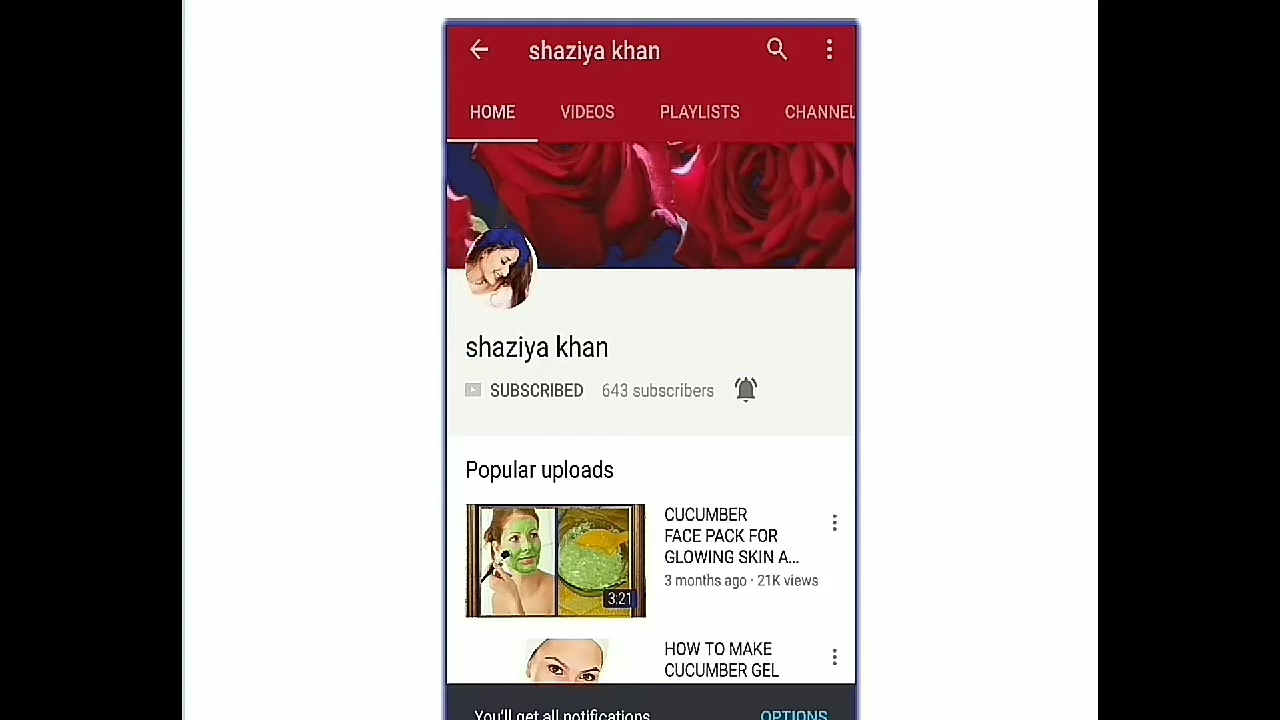 shaziya khan
HOME VIDEOS PLAYLISTS CHANNEL
shaziya khan
SUBSCRIBED 643 subscribers
Popular uploads
CUCUMBER
FACE PACK FOR
GLOWING SKIN A...
3 months ago · 21K views
3:21
HOW TO MAKE
CUCUMBER GEL
You'll get all notifications
OPTIONS